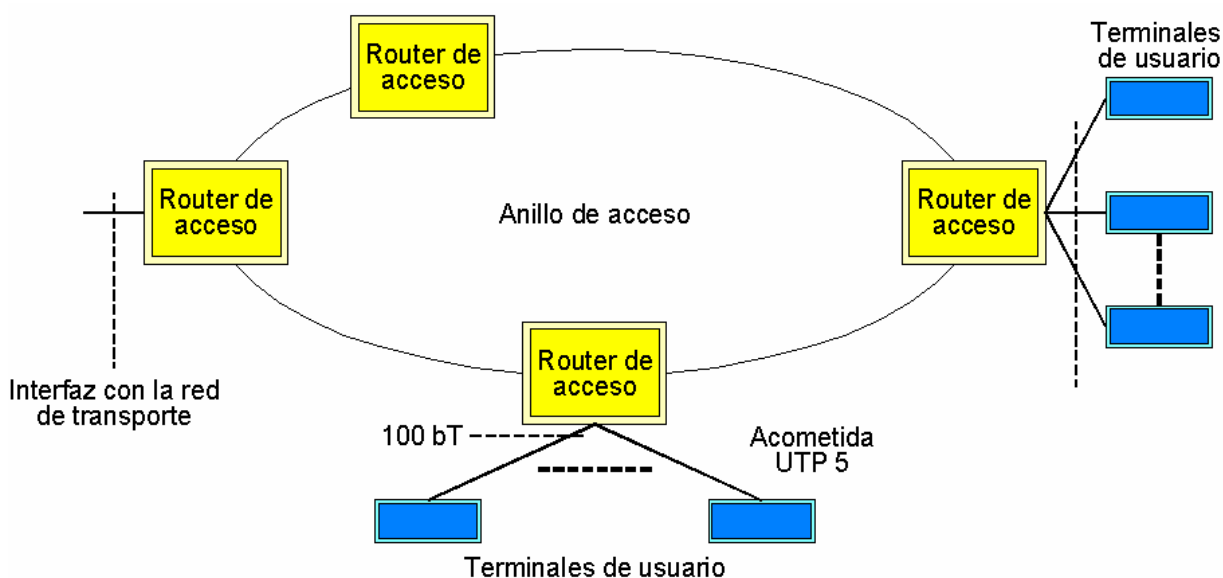 Router de
acceso
Terminales
de usuario
Router de
acceso
Anillo de acceso
Router de
acceso
Router de
acceso
Interfaz con la red
de transporte
100 bT
Acometida
UTP 5
Terminales de usuario